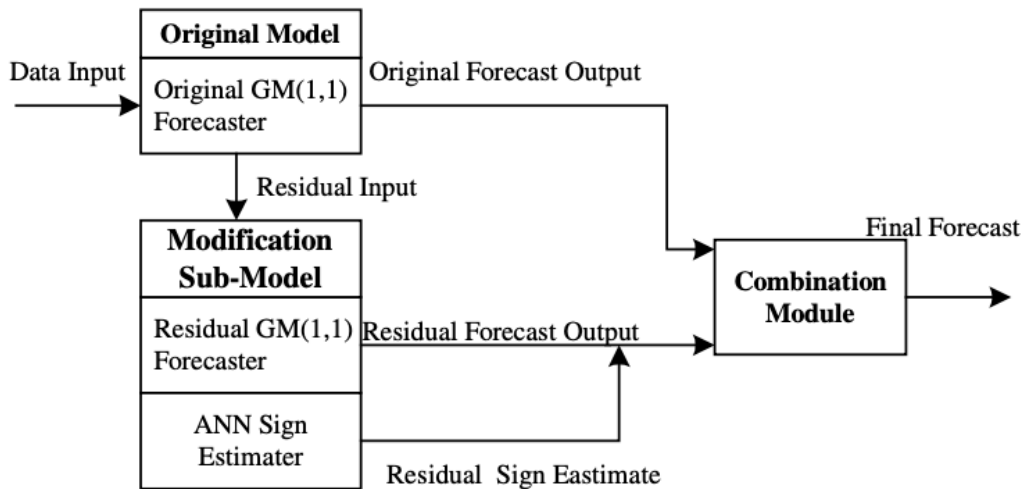 Original Model
Data Input
Original Forecast Output
Original GM(1,1)
Forecaster
Residual Input
Modification
Sub-Model
Final Forecast
Combination
Module
Residual GM(1,1)
Forecaster
Residual Forecast Output
ANN Sign
Estimater
Residual Sign Eastimate